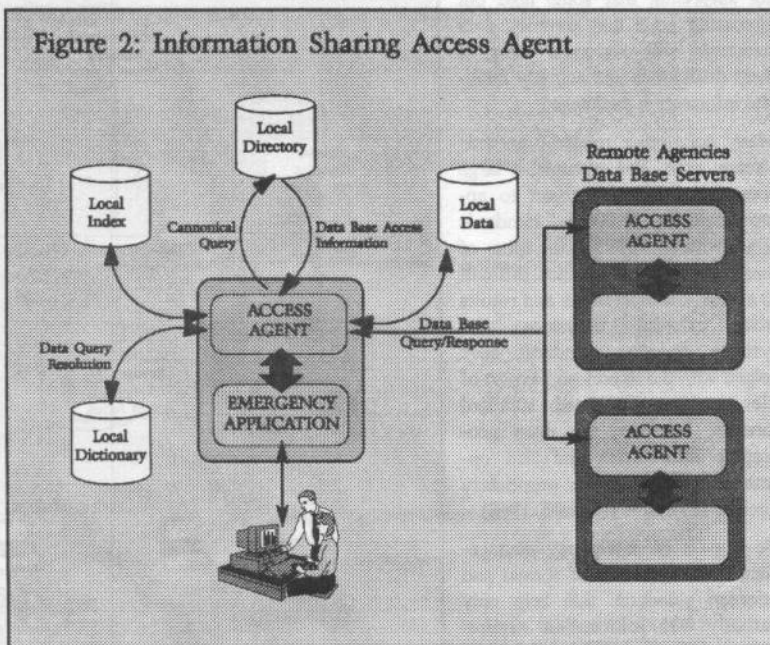 Figure 2: Information Sharing Access Agent
Local
Directory
Remote Agencies
Data Base Servers
Local
Index
Cannonical
Query
Data Base Access
Information
Local
Data
ACCESS
AGENT
ACCESS
AGENT
Data Base
Query/Response
Data Query
Resolution
EMERGENCY
APPLICATION
Local
Dictionary
ACCESS
AGENT